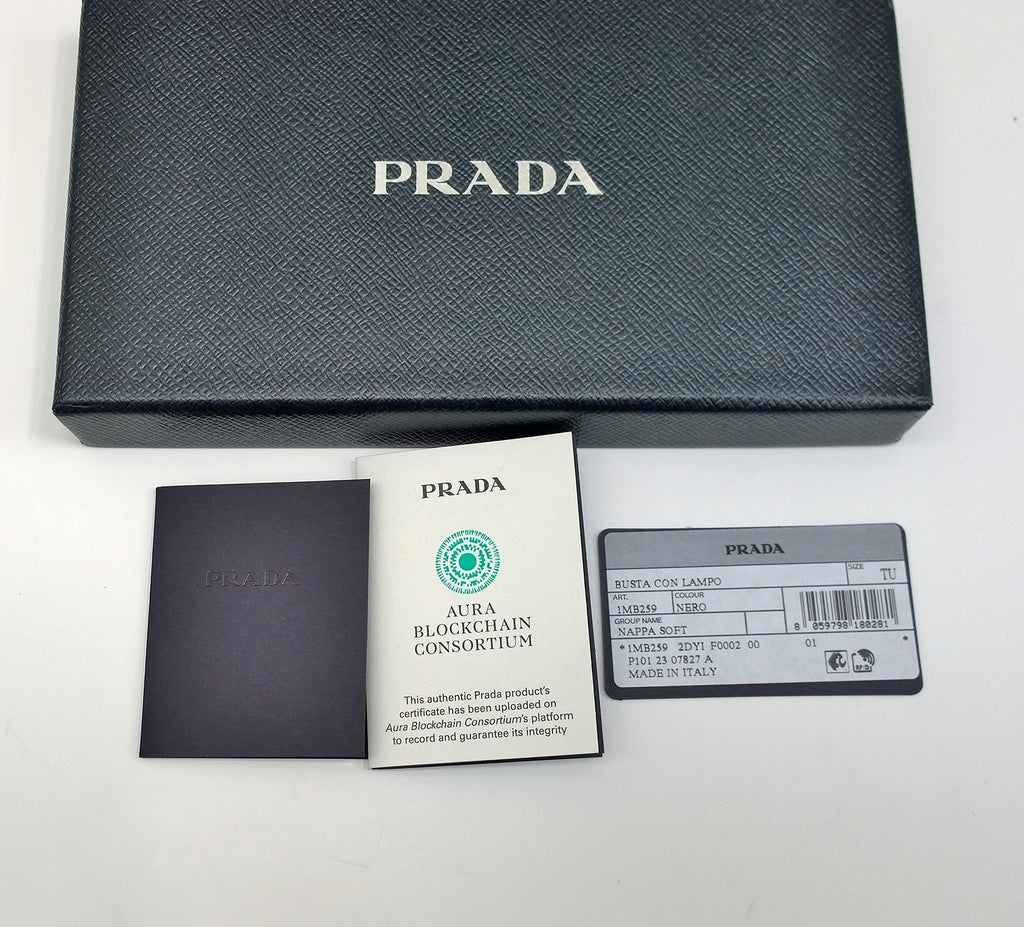 PRADA
PRADA
PRADA
AURA
BLOCKCHAIN
CONSORTIUM
This authentic Prada product's
certificate has been uploaded on
Aura Blockchain Consortium's platform
to record and guarantee its integrity
PRADA
BUSTA CON LAMPO
SIZE
TU
ART.
1MB259
COLOUR
NERO
GROUP NAME
NAPPA SOFT
8 059798 180281
*1MB259 2DYI F0002 00 01 *
P101 23 07827 A
MADE IN ITALY
RFID